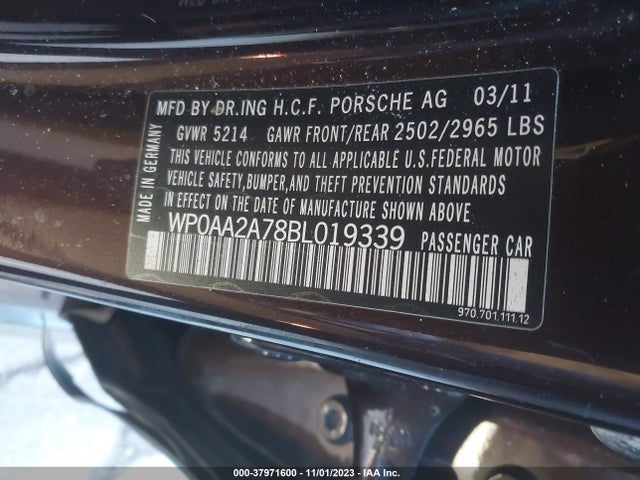 MFD BY DR.ING H.C.F. PORSCHE AG 03/11
GVWR 5214 GAWR FRONT/REAR 2502/2965 LBS
THIS VEHICLE CONFORMS TO ALL APPLICABLE U.S.FEDERAL MOTOR
VEHICLE SAFETY,BUMPER,AND THEFT PREVENTION STANDARDS
IN EFFECT ON THE DATE OF MANUFACTURE SHOWN ABOVE.
WP0AA2A78BL019339 PASSENGER CAR
MADE IN GERMANY
970.701.111.12
000-37971600 - 11/01/2023 - IAA Inc.